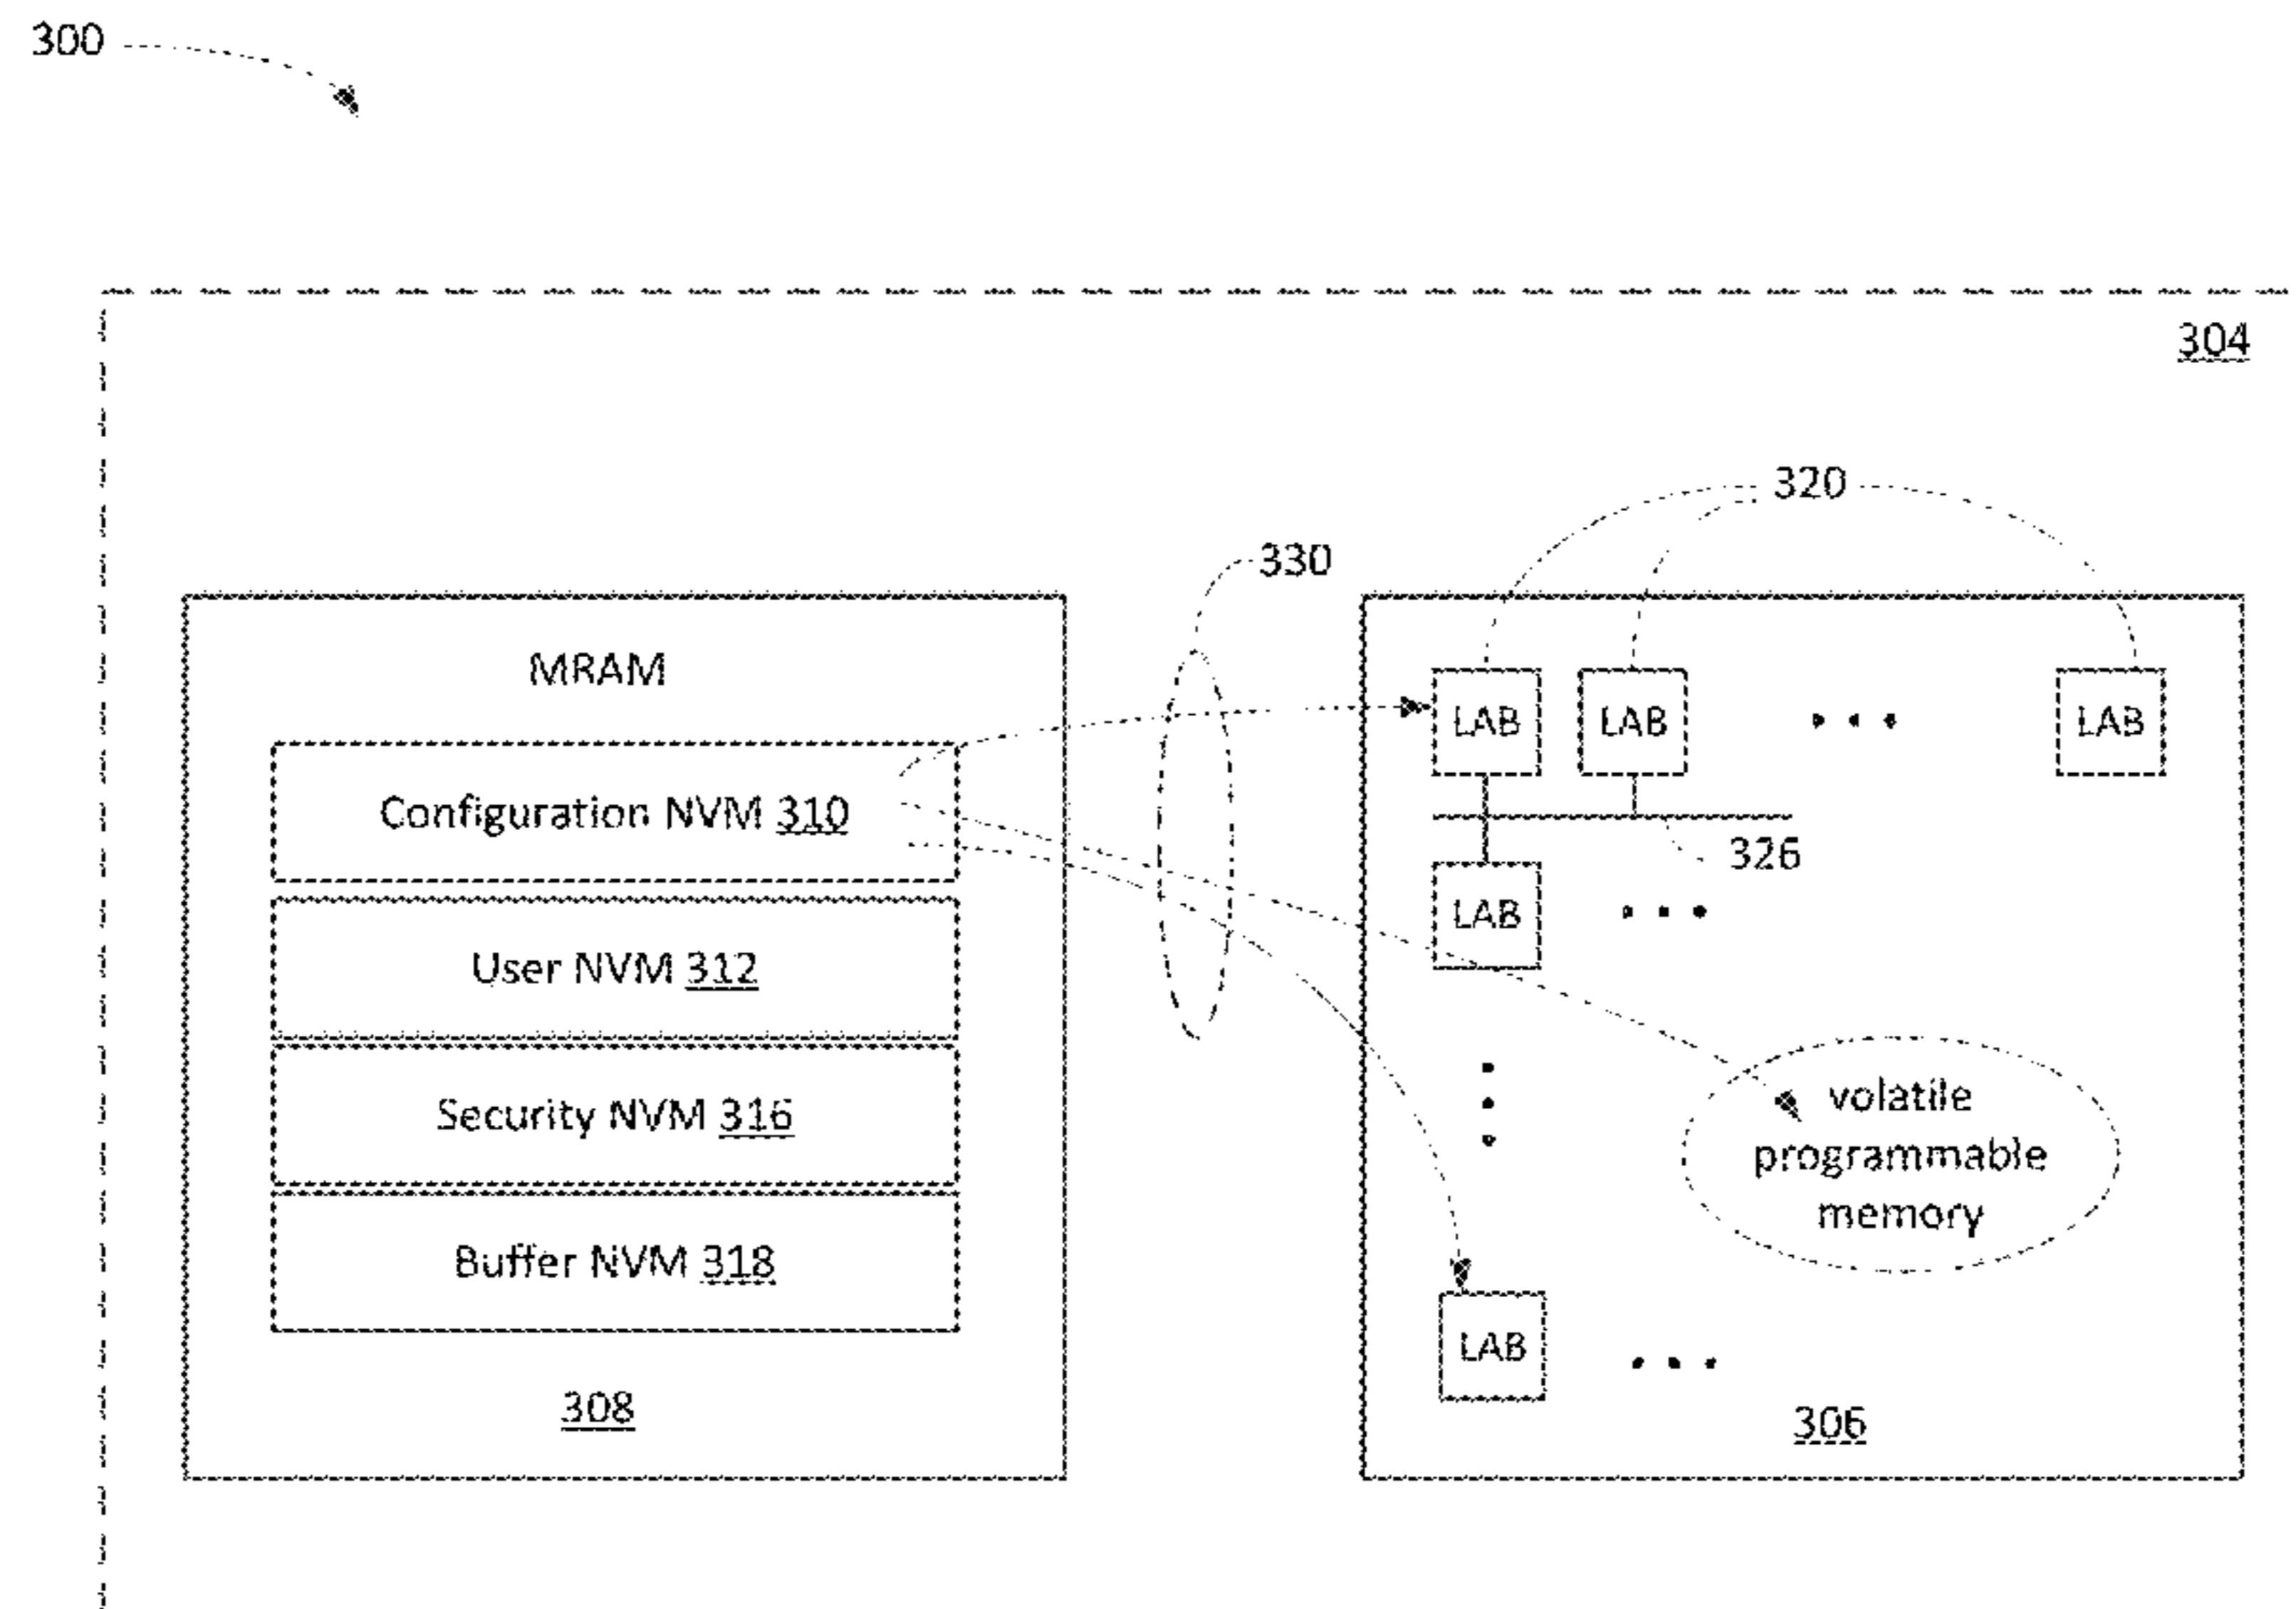 300
304
320
330
MRAM
LAB LAB LAB
Configuration NVM 310
326
LAB
User NVM 312
Security NVM 316
volatile
programmable
memory
Buffer NVM 318
LAB
308
306